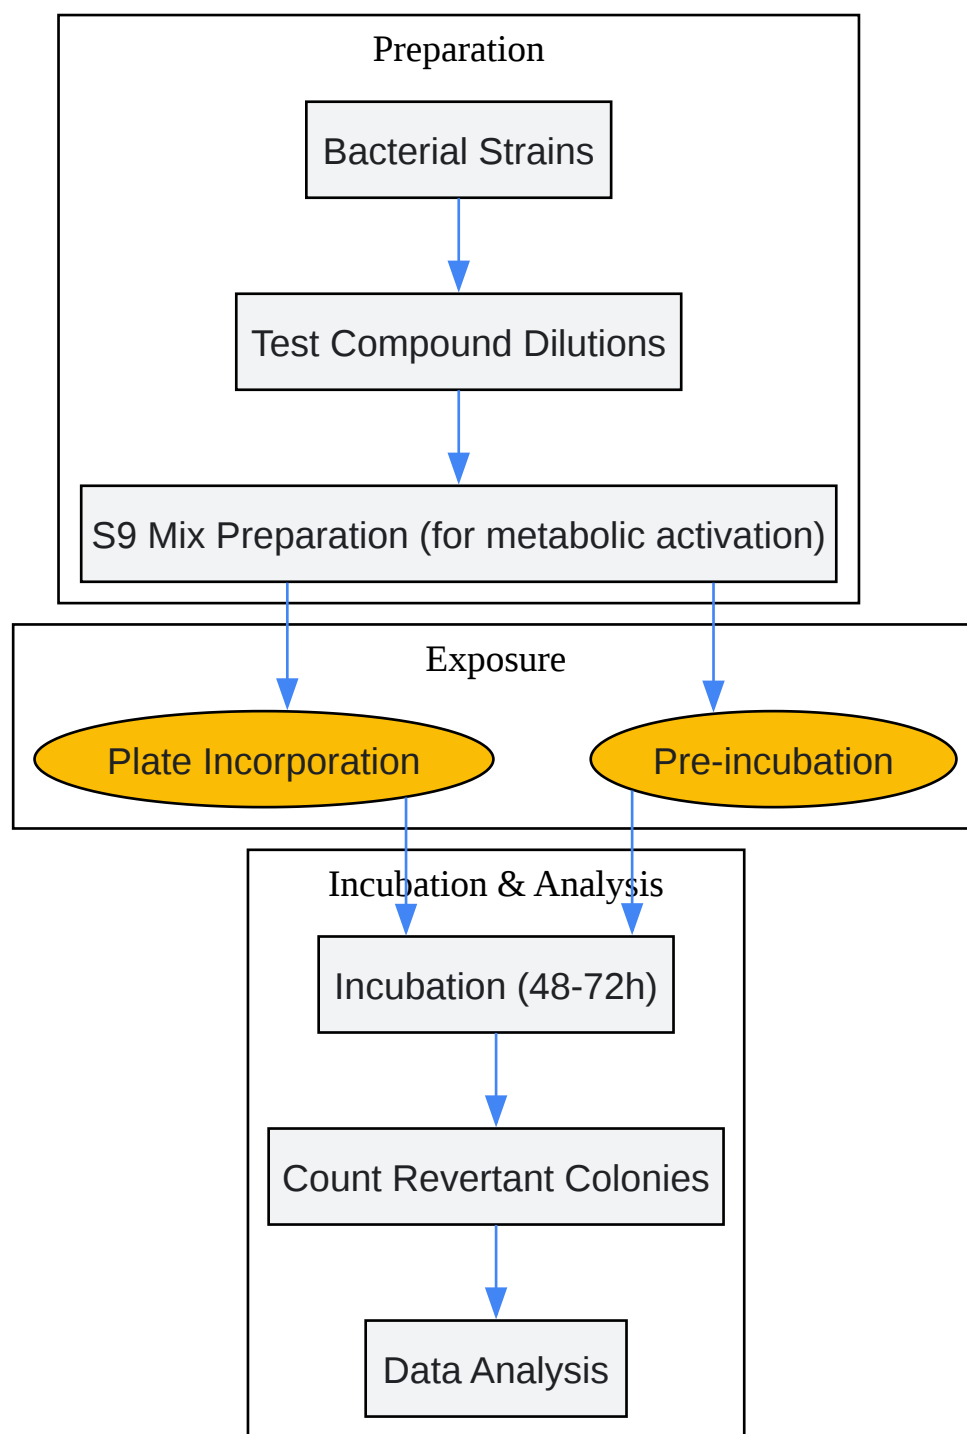 Preparation
Bacterial Strains
Test Compound Dilutions
S9 Mix Preparation (for metabolic activation)
Exposure
Plate Incorporation
Pre-incubation
Incubation & Analysis
Incubation (48-72h)
Count Revertant Colonies
Data Analysis